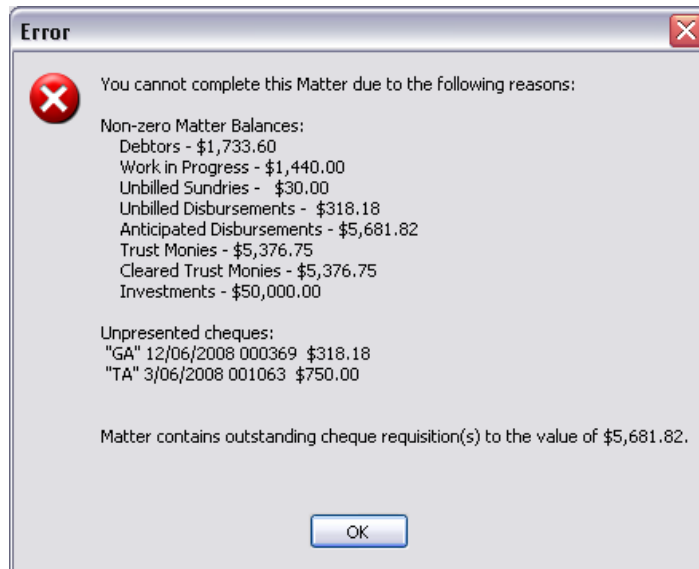 Error
You cannot complete this Matter due to the following reasons:
Non-zero Matter Balances:
Debtors - $1,733.60
Work in Progress - $1,440.00
Unbilled Sundries - $30.00
Unbilled Disbursements - $318.18
Anticipated Disbursements - $5,681.82
Trust Monies - $5,376.75
Cleared Trust Monies - $5,376.75
Investments - $50,000.00
Unpresented cheques:
"GA" 12/06/2008 000369 $318.18
"TA" 3/06/2008 001063 $750.00
Matter contains outstanding cheque requisition(s) to the value of $5,681.82.
OK